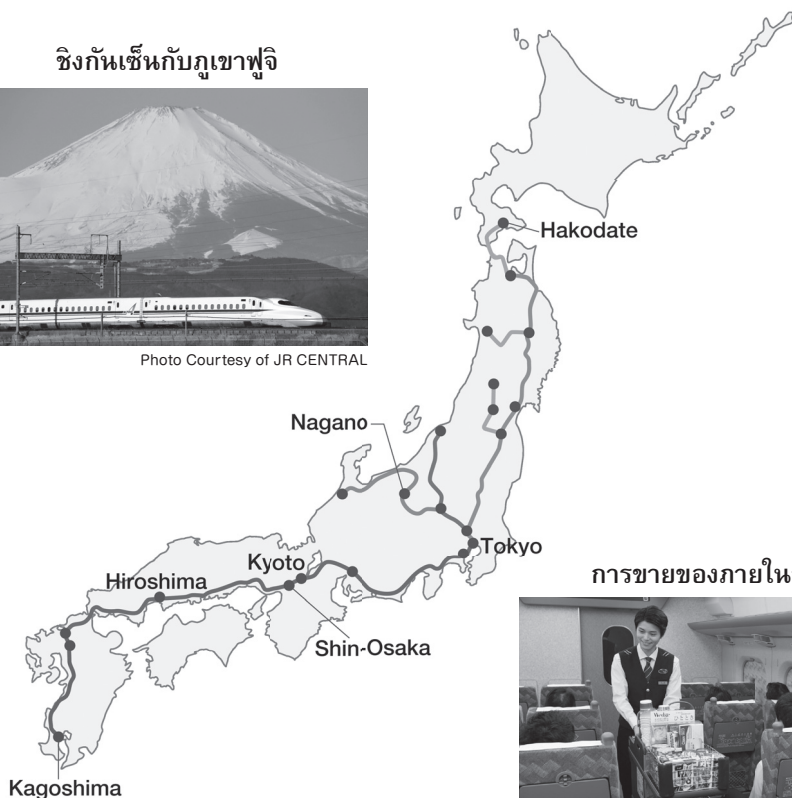 ชิงกันเซ็นกับภูเขาฟูจิ
Photo Courtesy of JR CENTRAL
Hakodate
Nagano
Tokyo
Kyoto
Hiroshima
Shin-Osaka
Kagoshima
การขายของภายใน